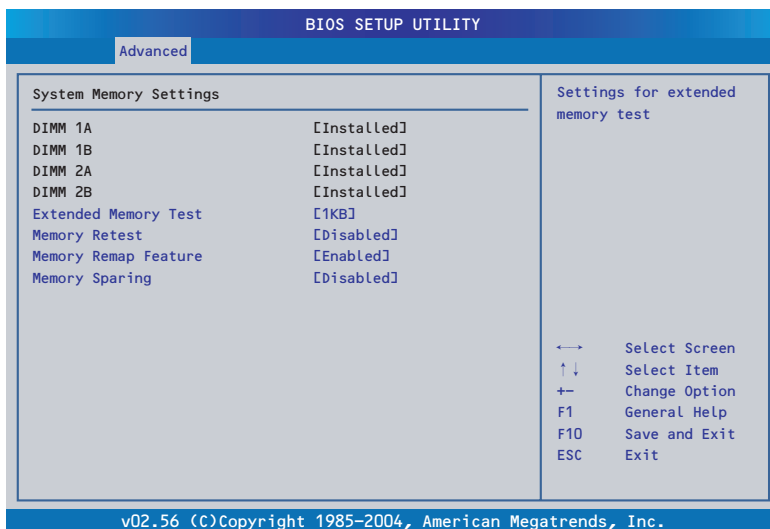 BIOS SETUP UTILITY
Advanced
System Memory Settings
DIMM 1A [Installed]
DIMM 1B [Installed]
DIMM 2A [Installed]
DIMM 2B [Installed]
Extended Memory Test [1KB]
Memory Retest [Disabled]
Memory Remap Feature [Enabled]
Memory Sparing [Disabled]
Settings for extended
memory test
←→ Select Screen
↑↓ Select Item
+- Change Option
F1 General Help
F10 Save and Exit
ESC Exit
v02.56 (C)Copyright 1985-2004, American Megatrends, Inc.